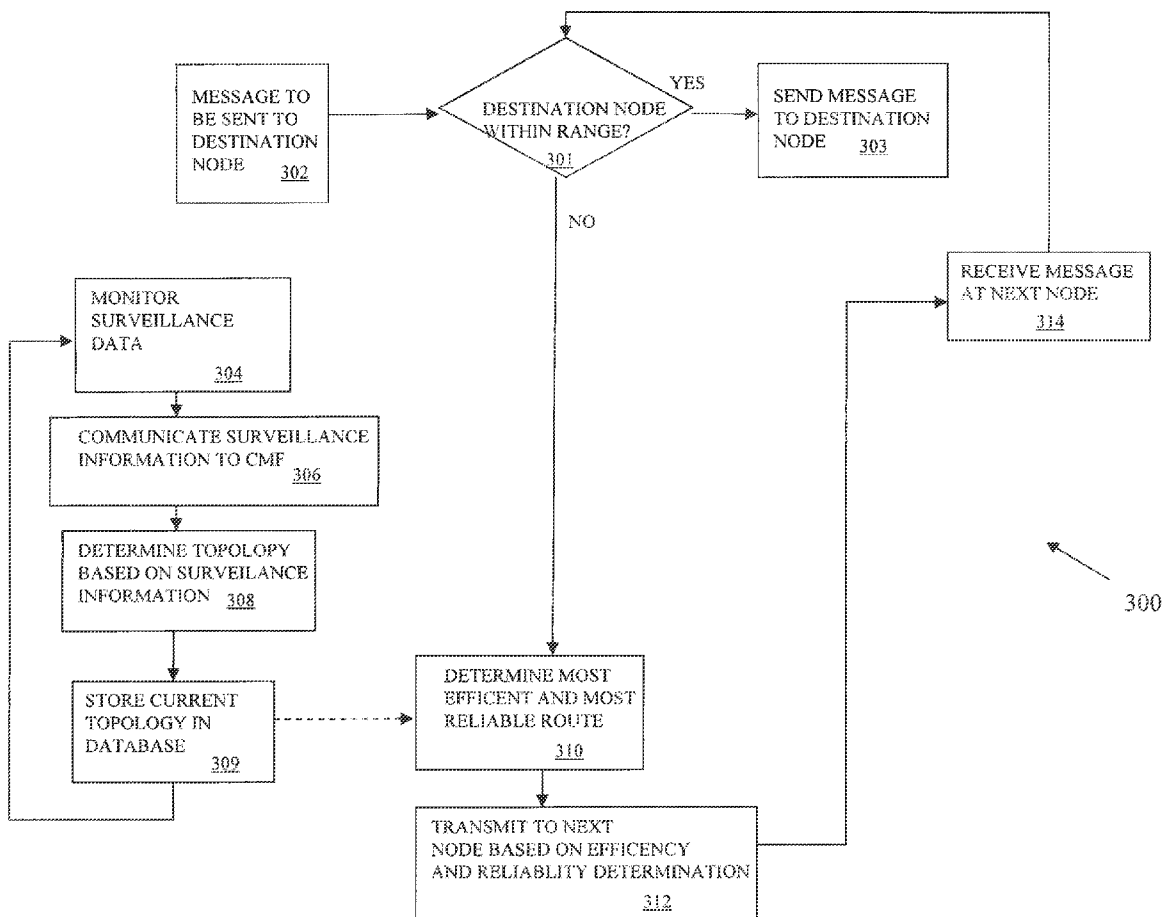 MESSAGE TO
BE SENT TO
DESTINATION
NODE
302
DESTINATION NODE
WITHIN RANGE?
301
YES
SEND MESSAGE
TO DESTINATION
NODE
303
NO
RECEIVE MESSAGE
AT NEXT NODE
314
MONITOR
SURVEILLANCE
DATA
304
COMMUNICATE SURVEILLANCE
INFORMATION TO CMF
306
DETERMINE TOPOLOPY
BASED ON SURVEILANCE
INFORMATION
308
STORE CURRENT
TOPOLOGY IN
DATABASE
309
DETERMINE MOST
EFFICENT AND MOST
RELIABLE ROUTE
310
TRANSMIT TO NEXT
NODE BASED ON EFFICENCY
AND RELIABLITY DETERMINATION
312
300